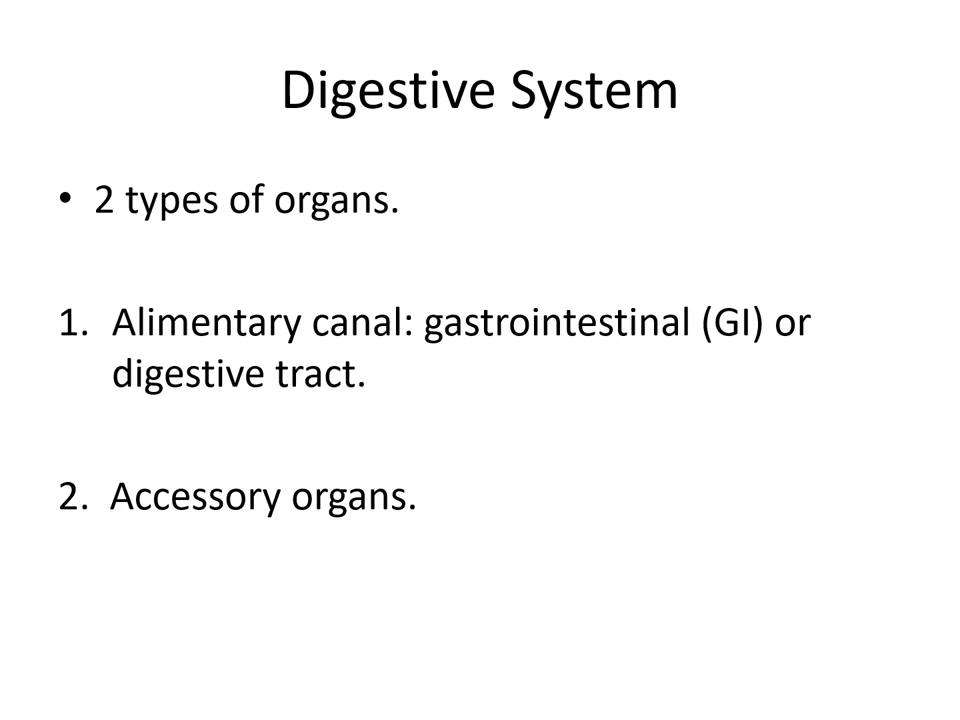 Digestive System
• 2 types of organs.
1. Alimentary canal: gastrointestinal (GI) or
digestive tract.
2. Accessory organs.